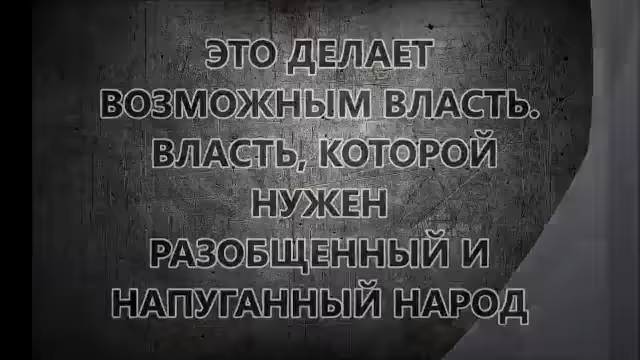 ЭТО ДЕЛАЕТ
ВОЗМОЖНЫМ ВЛАСТЬ.
ВЛАСТЬ, КОТОРОЙ
НУЖЕН
РАЗОБЩЕННЫЙ И
НАПУГАННЫЙ НАРОД